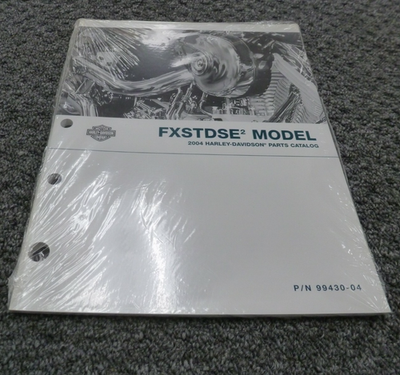 FXSTDSE² MODEL
2004 HARLEY-DAVIDSON® PARTS CATALOG
P/N 99430-04